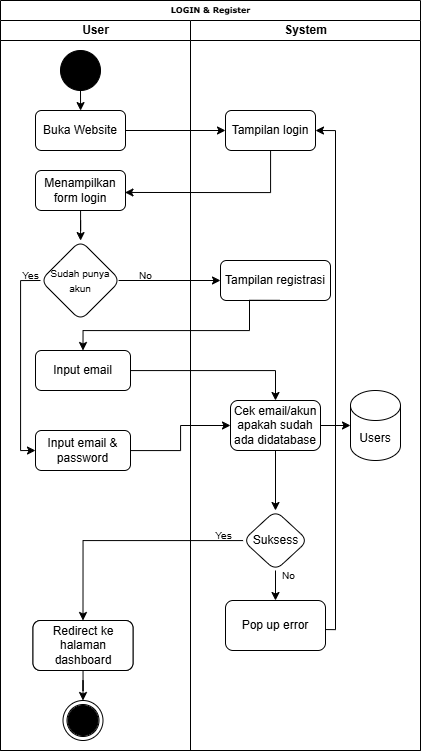 LOGIN & Register
User
System
Buka Website
Tampilan login
Menampilkan
form login
Sudah punya
akun
Yes
No
Tampilan registrasi
Input email
Cek email/akun
apakah sudah
ada didatabase
Users
Input email &
password
Suksess
Yes
No
Pop up error
Redirect ke
halaman
dashboard